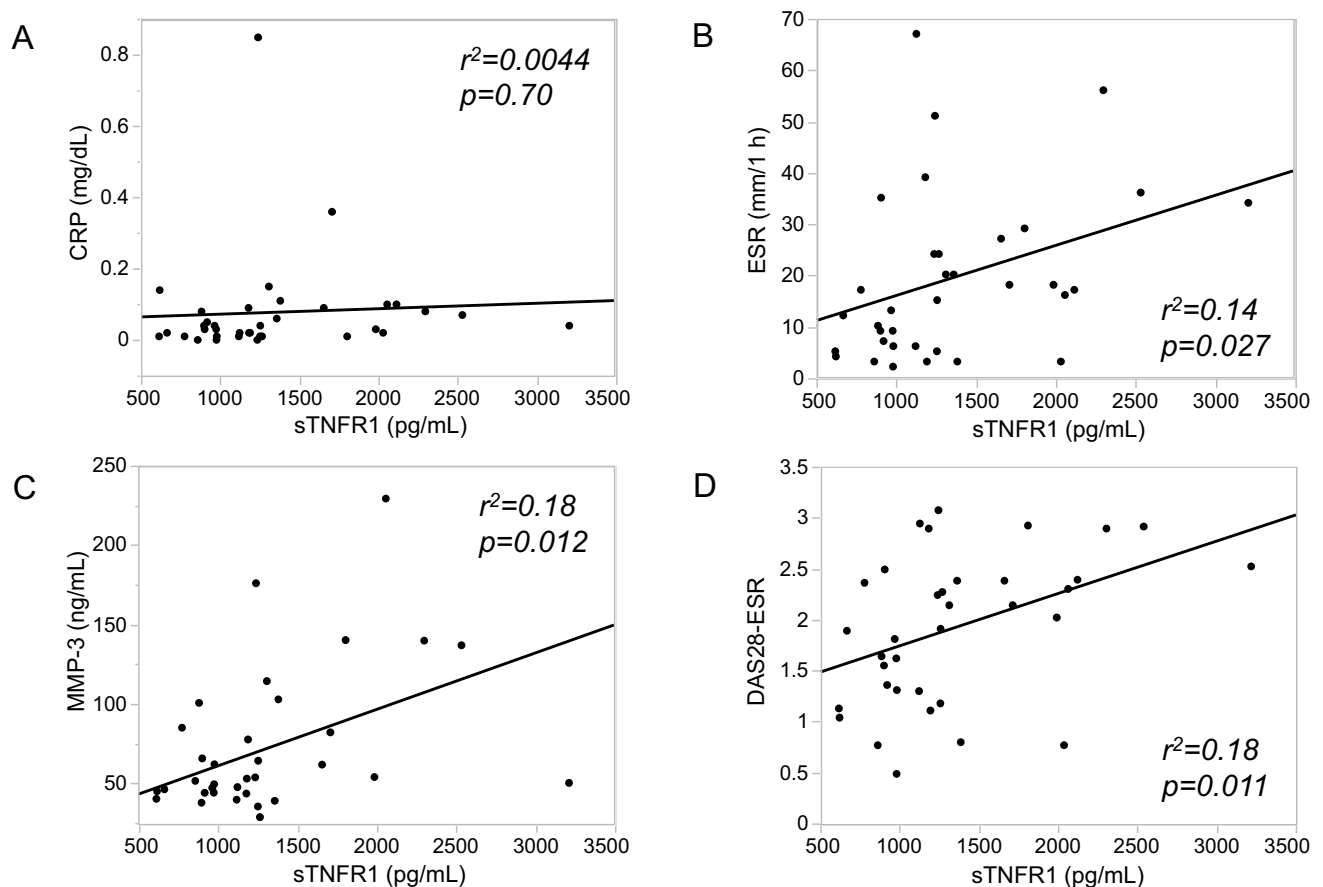 A
r²=0.0044
p=0.70
CRP (mg/dL)
0.8
0.6
0.4
0.2
0
500 1000 1500 2000 2500 3000 3500
sTNFR1 (pg/mL)
B
r²=0.14
p=0.027
ESR (mm/1 h)
70
60
50
40
30
20
10
0
500 1000 1500 2000 2500 3000 3500
sTNFR1 (pg/mL)
C
r²=0.18
p=0.012
MMP-3 (ng/mL)
250
200
150
100
50
500 1000 1500 2000 2500 3000 3500
sTNFR1 (pg/mL)
D
r²=0.18
p=0.011
DAS28-ESR
3.5
3
2.5
2
1.5
1
0.5
0
500 1000 1500 2000 2500 3000 3500
sTNFR1 (pg/mL)